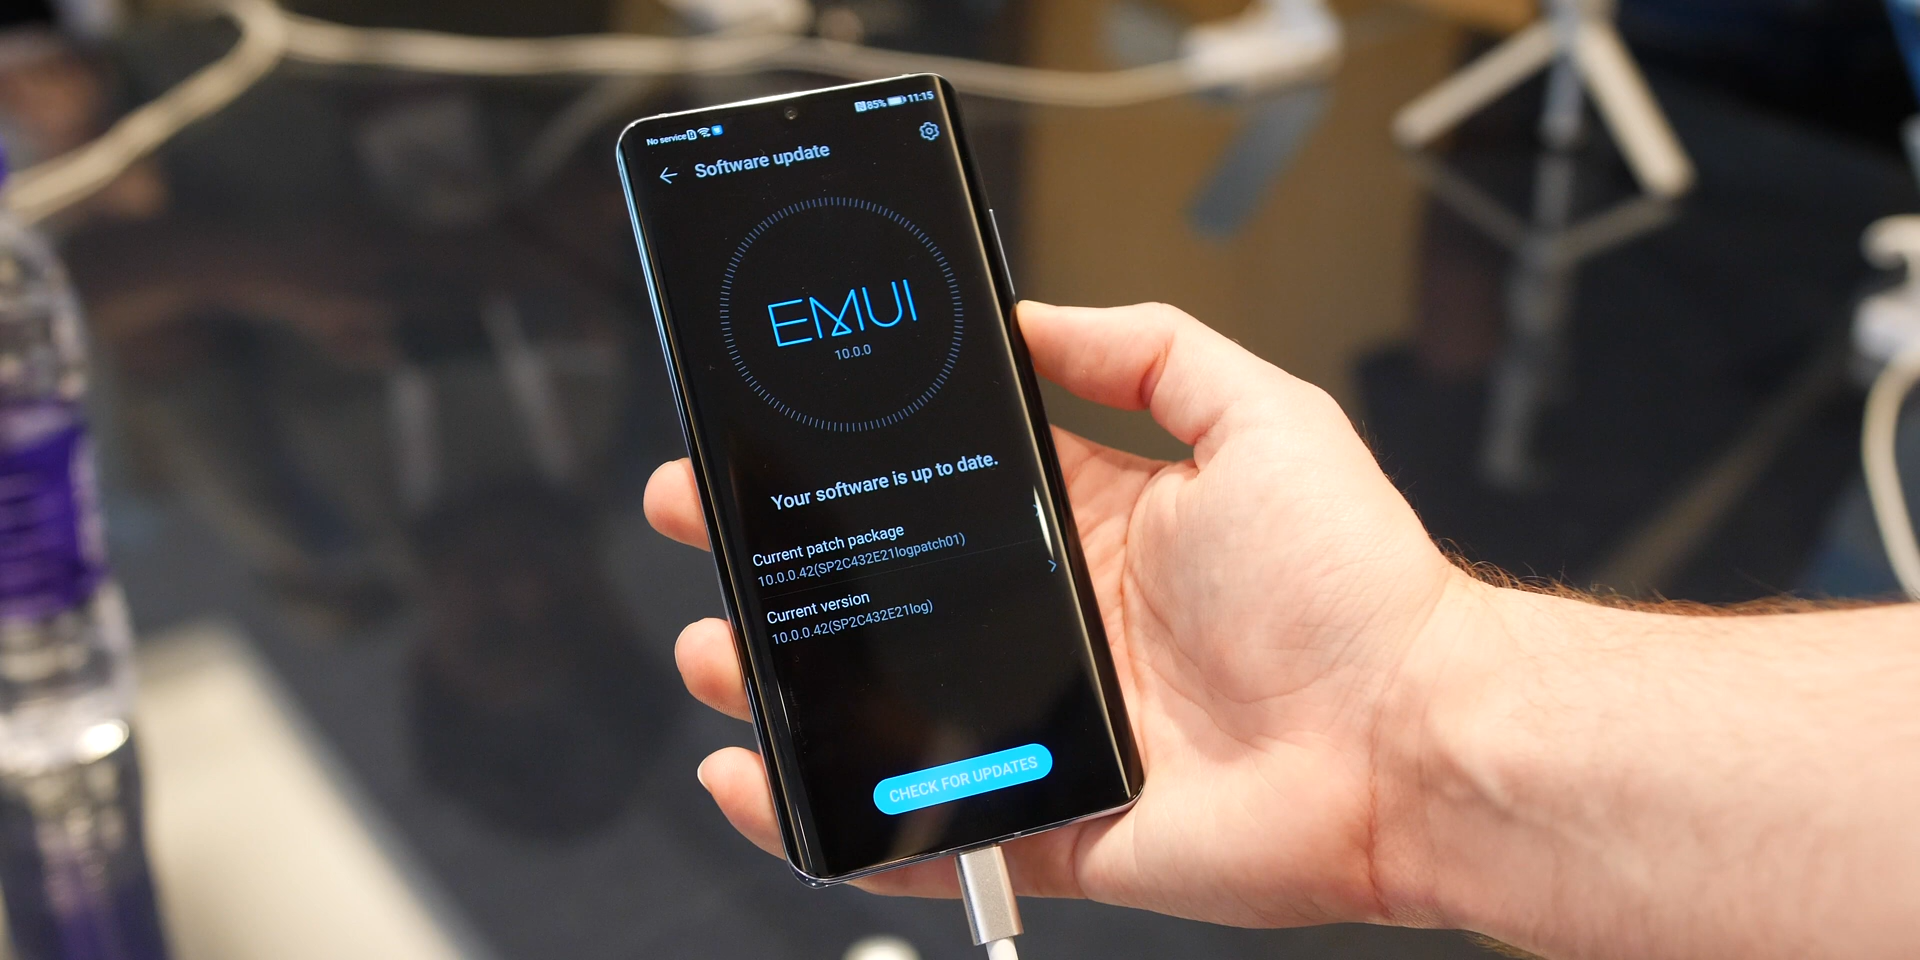 No service
85% 11:15
Software update
EMUI
10.0.0
Your software is up to date.
Current patch package
10.0.0.42(SP2C432E21logpatch01)
Current version
10.0.0.42(SP2C432E21log)
CHECK FOR UPDATES